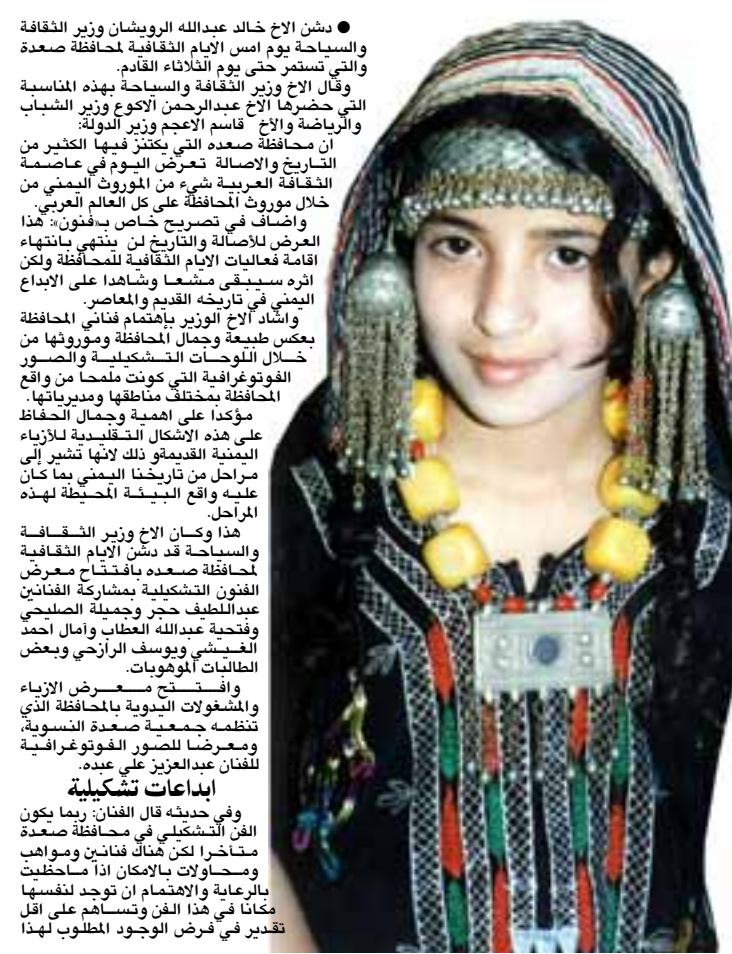 ● دشن الاخ خالد عبدالله الرويشان وزير الثقافة
والسياحة يوم امس الايام الثقافية لمحافظة صعدة
والتي تستمر حتى يوم الثلاثاء القادم.
وقال الاخ وزير الثقافة والسياحة بهذه المناسبة
التي حضرها الاخ عبدالرحمن الاكوع وزير الشباب
والرياضة والاخ قاسم الاعجم وزير الدولة:
ان محافظة صعده التي يكتنز فيها الكثير من
التاريخ والاصالة تعرض اليوم في عاصمة
الثقافة العربية شيء من الموروث اليمني من
خلال موروث المحافظة على كل العالم العربي.
واضاف في تصريح خاص بـ«فنون»: هذا
العرض للأصالة والتاريخ لن ينتهي بانتهاء
اقامة فعاليات الايام الثقافية للمحافظة ولكن
اثره سيبقى مشعا وشاهدا على الابداع
اليمني في تاريخه القديم والمعاصر.
واشاد الاخ الوزير بإهتمام فناني المحافظة
بعكس طبيعة وجمال المحافظة وموروثها من
خلال اللوحات التشكيلية والصور
الفوتوغرافية التي كونت ملمحا من واقع
المحافظة بمختلف مناطقها ومديرياتها.
مؤكدا على اهمية وجمال الحفاظ
على هذه الاشكال التقليدية للأزياء
اليمنية القديمةو ذلك لانها تشير إلى
مراحل من تاريخنا اليمني بما كان
عليه واقع البيئة المحيطة لهذه
المراحل.
هذا وكان الاخ وزير الثقافة
والسياحة قد دشن الايام الثقافية
لمحافظة صعده بافتتاح معرض
الفنون التشكيلية بمشاركة الفنانين
عبداللطيف حجر وجميلة الصليحي
وفتحية عبدالله العطاب وآمال احمد
الغيشي ويوسف الرازحي وبعض
الطالبات الموهوبات.
وافتتح معرض الازياء
والمشغولات اليدوية بالمحافظة الذي
تنظمه جمعية صعدة النسوية،
ومعرضا للصور الفوتوغرافية
للفنان عبدالعزيز علي عبده.
ابداعات تشكيلية
وفي حديثه قال الفنان: ربما يكون
الفن التشكيلي في محافظة صعدة
متأخرا لكن هناك فنانين ومواهب
ومحاولات بالامكان اذا ماحظيت
بالرعاية والاهتمام ان توجد لنفسها
مكانا في هذا الفن وتساهم على اقل
تقدير في فرض الوجود المطلوب لهذا